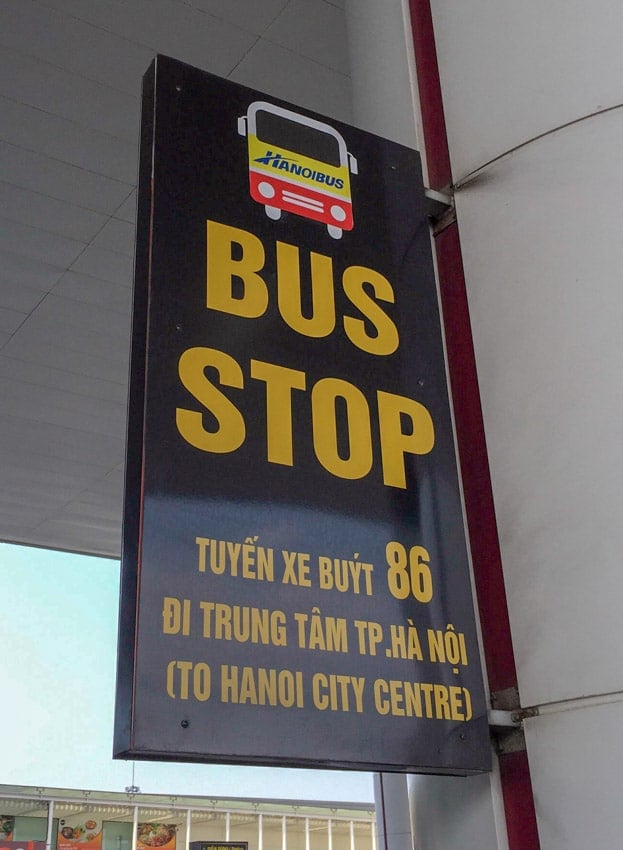 HANOIBUS
BUS
STOP
TUYẾN XE BUÝT 86
ĐI TRUNG TÂM TP.HÀ NỘI
(TO HANOI CITY CENTRE)